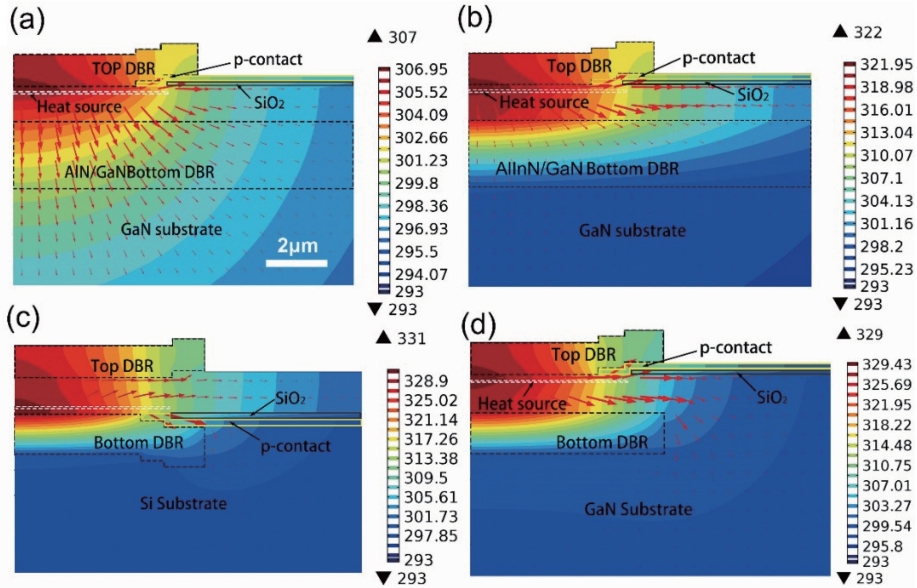 (a)
▲ 307
p-contact
TOP DBR
SiO₂
Heat source
AlN/GaNBottom DBR
GaN substrate
2μm
306.95
305.52
304.09
302.66
301.23
299.8
298.36
296.93
295.5
294.07
293
▼ 293
(b)
▲ 322
p-contact
Top DBR
SiO₂
Heat source
AlInN/GaN Bottom DBR
GaN substrate
321.95
318.98
316.01
313.04
310.07
307.1
304.13
301.16
298.2
295.23
293
▼ 293
(c)
▲ 331
Top DBR
SiO₂
p-contact
Bottom DBR
Si Substrate
328.9
325.02
321.14
317.26
313.38
309.5
305.61
301.73
297.85
293
▼ 293
(d)
▲ 329
p-contact
Top DBR
SiO₂
Heat source
Bottom DBR
GaN Substrate
329.43
325.69
321.95
318.22
314.48
310.75
307.01
303.27
299.54
295.8
293
▼ 293